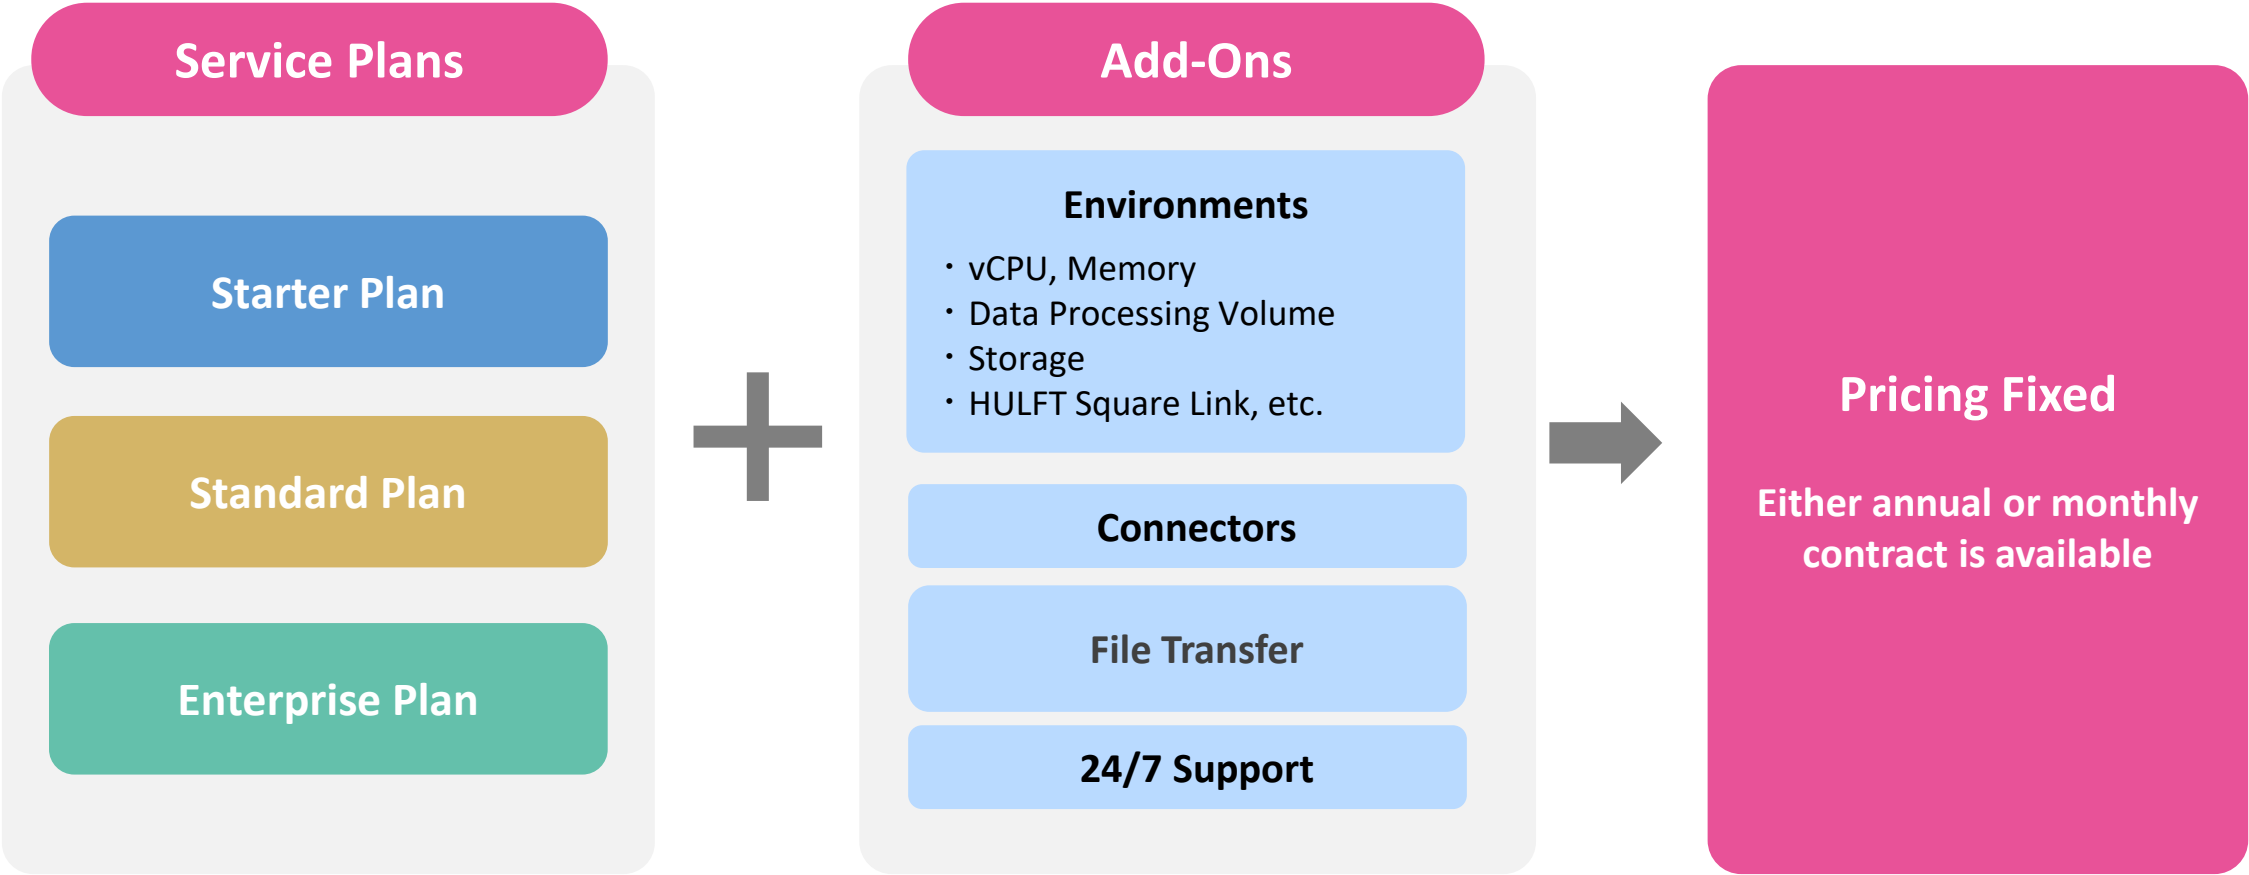 Service Plans
Starter Plan
Standard Plan
Enterprise Plan
Add-Ons
Environments
・vCPU, Memory
・Data Processing Volume
・Storage
・HULFT Square Link, etc.
Connectors
File Transfer
24/7 Support
Pricing Fixed
Either annual or monthly
contract is available